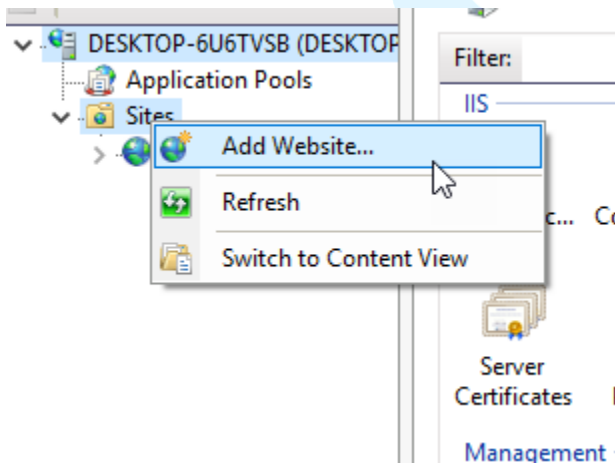 DESKTOP-6U6TVSB (DESKTOP
Application Pools
Sites
Add Website...
Refresh
Switch to Content View
Filter:
IIS
c...
Server
Certificates
Management